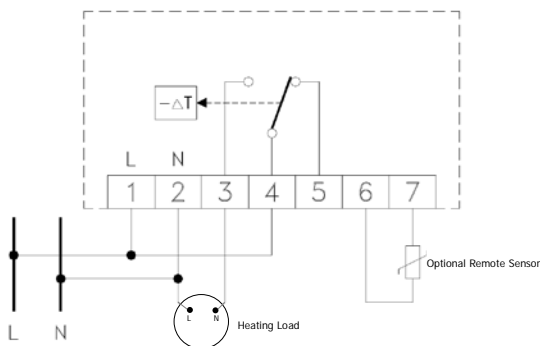 −△T
L N
1 2 3 4 5 6 7
Optional Remote Sensor
L N
Heating Load
L N